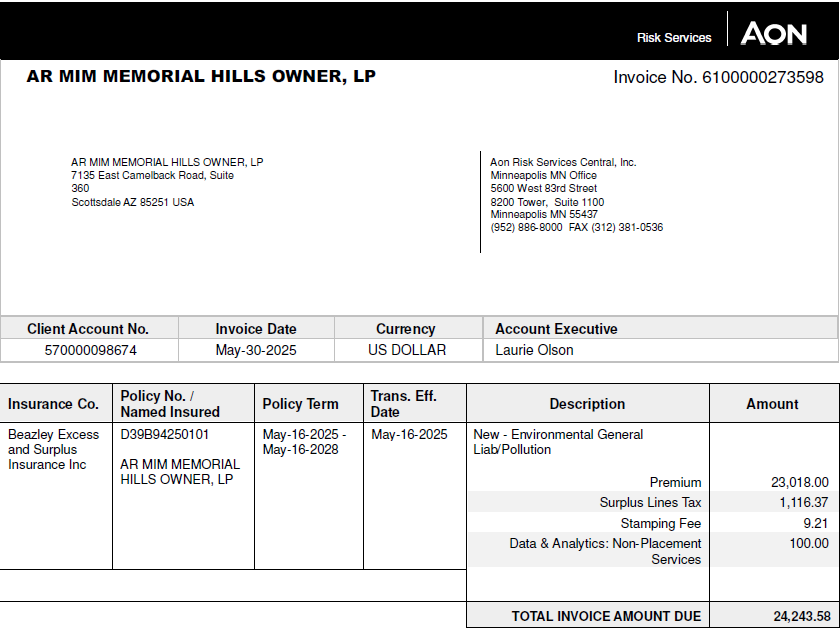 Risk Services
AON
AR MIM MEMORIAL HILLS OWNER, LP
Invoice No. 6100000273598
AR MIM MEMORIAL HILLS OWNER, LP
7135 East Camelback Road, Suite
360
Scottsdale AZ 85251 USA
Aon Risk Services Central, Inc.
Minneapolis MN Office
5600 West 83rd Street
8200 Tower, Suite 1100
Minneapolis MN 55437
(952) 886-8000 FAX (312) 381-0536
Client Account No. Invoice Date Currency Account Executive
570000098674 May-30-2025 US DOLLAR Laurie Olson
Insurance Co.
Policy No. /
Named Insured
Policy Term
Trans. Eff.
Date
Description
Amount
Beazley Excess
and Surplus
Insurance Inc
D39B94250101
AR MIM MEMORIAL
HILLS OWNER, LP
May-16-2025 -
May-16-2028
May-16-2025
New - Environmental General
Liab/Pollution
Premium 23,018.00
Surplus Lines Tax 1,116.37
Stamping Fee 9.21
Data & Analytics: Non-Placement 100.00
Services
TOTAL INVOICE AMOUNT DUE 24,243.58